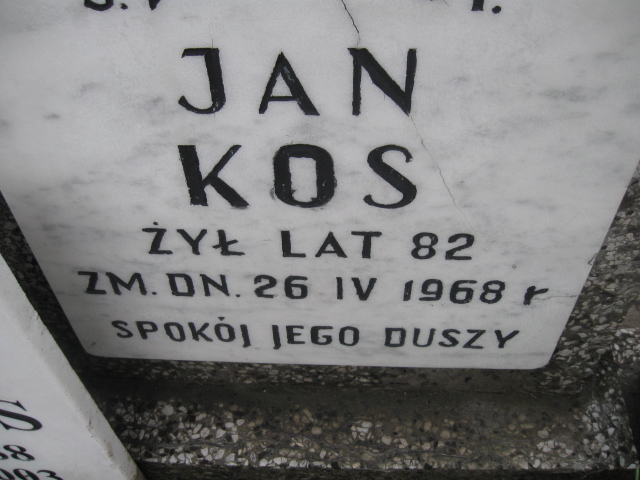 JAN
KOS
ŻYŁ LAT 82
ZM. DN. 26 IV 1968 r
SPOKÓJ JEGO DUSZY
S